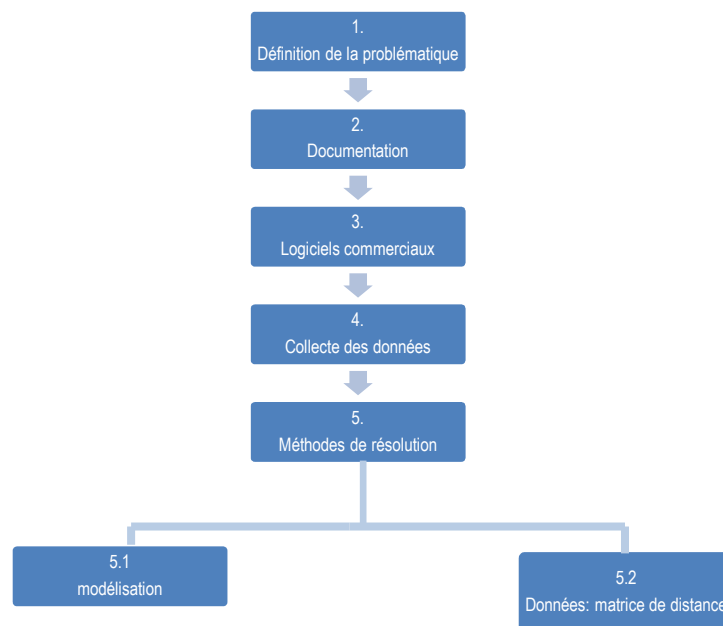 1.
Définition de la problématique
2.
Documentation
3.
Logiciels commerciaux
4.
Collecte des données
5.
Méthodes de résolution
5.1
modélisation
5.2
Données: matrice de distance